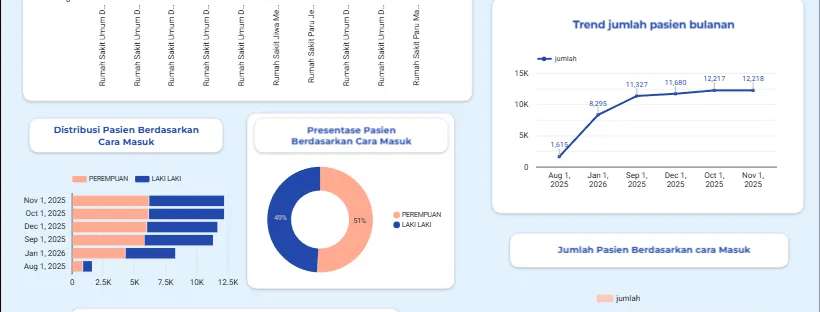 Rumah Sakit Umum D...
Rumah Sakit Umum D...
Rumah Sakit Umum D...
Rumah Sakit Umum D...
Rumah Sakit Umum D...
Rumah Sakit Jiwa Me...
Rumah Sakit Paru Je...
Rumah Sakit Umum D...
Rumah Sakit Umum D...
Rumah Sakit Paru Ma...
Trend jumlah pasien bulanan
jumlah
15K
10K
5K
0
1,615
8,295
11,327
11,680
12,217
12,218
Aug 1, 2025
Jan 1, 2026
Sep 1, 2025
Dec 1, 2025
Oct 1, 2025
Nov 1, 2025
Distribusi Pasien Berdasarkan
Cara Masuk
PEREMPUAN LAKI LAKI
Nov 1, 2025
Oct 1, 2025
Dec 1, 2025
Sep 1, 2025
Jan 1, 2026
Aug 1, 2025
0 2.5K 5K 7.5K 10K 12.5K
Presentase Pasien
Berdasarkan Cara Masuk
49%
51%
PEREMPUAN
LAKI LAKI
Jumlah Pasien Berdasarkan cara Masuk
jumlah